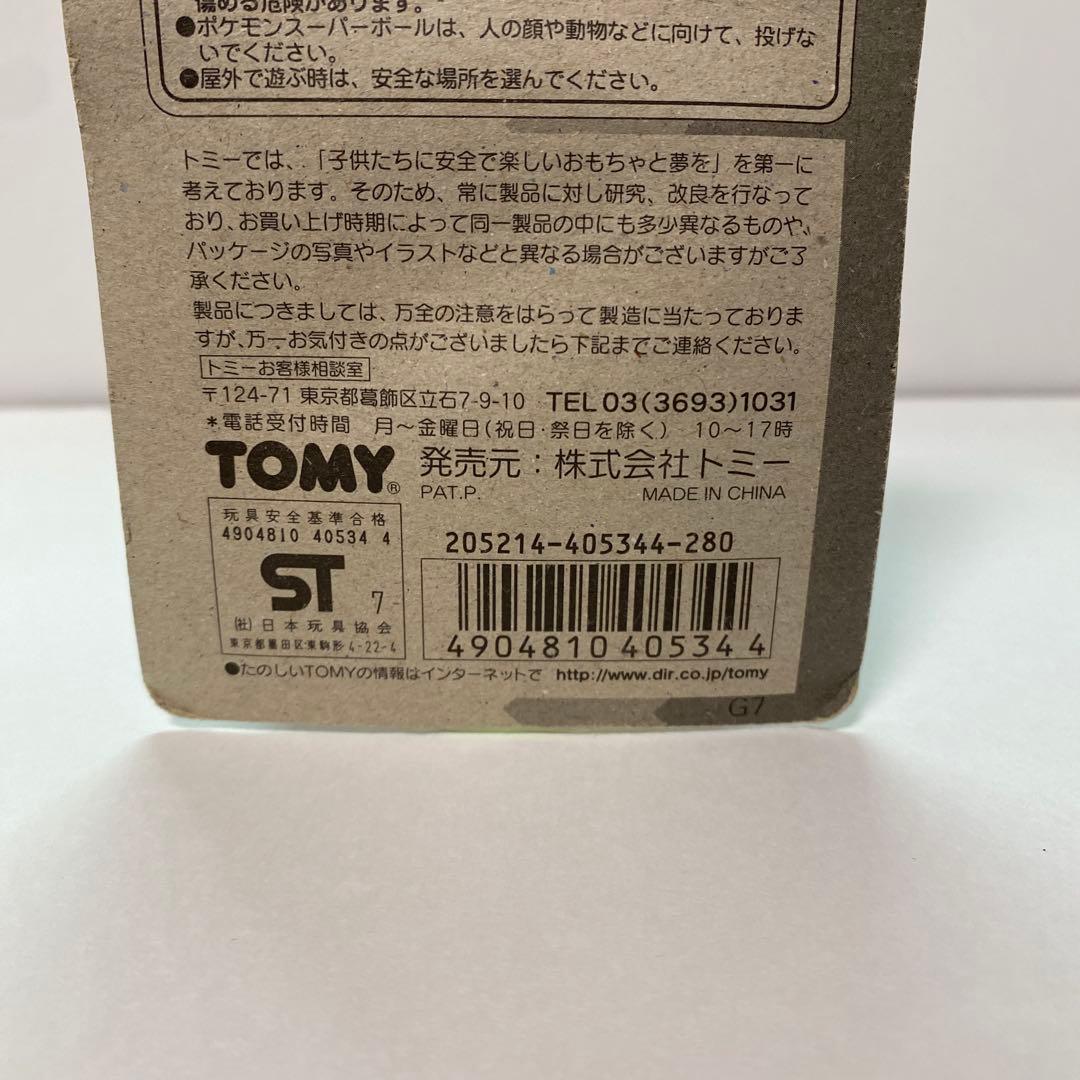 傷める危険があります。
●ポケモンスーパーボールは、人の顔や動物などに向けて、投げな
いでください。
●屋外で遊ぶ時は、安全な場所を選んでください。
トミーでは、「子供たちに安全で楽しいおもちゃと夢を」を第一に
考えております。そのため、常に製品に対し研究、改良を行なって
おり、お買い上げ時期によって同一製品の中にも多少異なるものや、
パッケージの写真やイラストなどと異なる場合がございますがご了
承ください。
製品につきましては、万全の注意をはらって製造に当たっておりま
すが、万一お気付きの点がございましたら下記までご連絡ください。
トミーお客様相談室
〒124-71 東京都葛飾区立石7-9-10 TEL 03(3693)1031
*電話受付時間 月〜金曜日(祝日·祭日を除く) 10〜17時
TOMY® 発売元：株式会社トミー
PAT.P. MADE IN CHINA
玩具安全基準合格
4904810 40534 4
ST 7
(社)日本玩具協会
東京都墨田区東駒形4-22-4
205214-405344-280
4904810 405344
●たのしいTOMYの情報はインターネットで http://www.dir.co.jp/tomy
G7